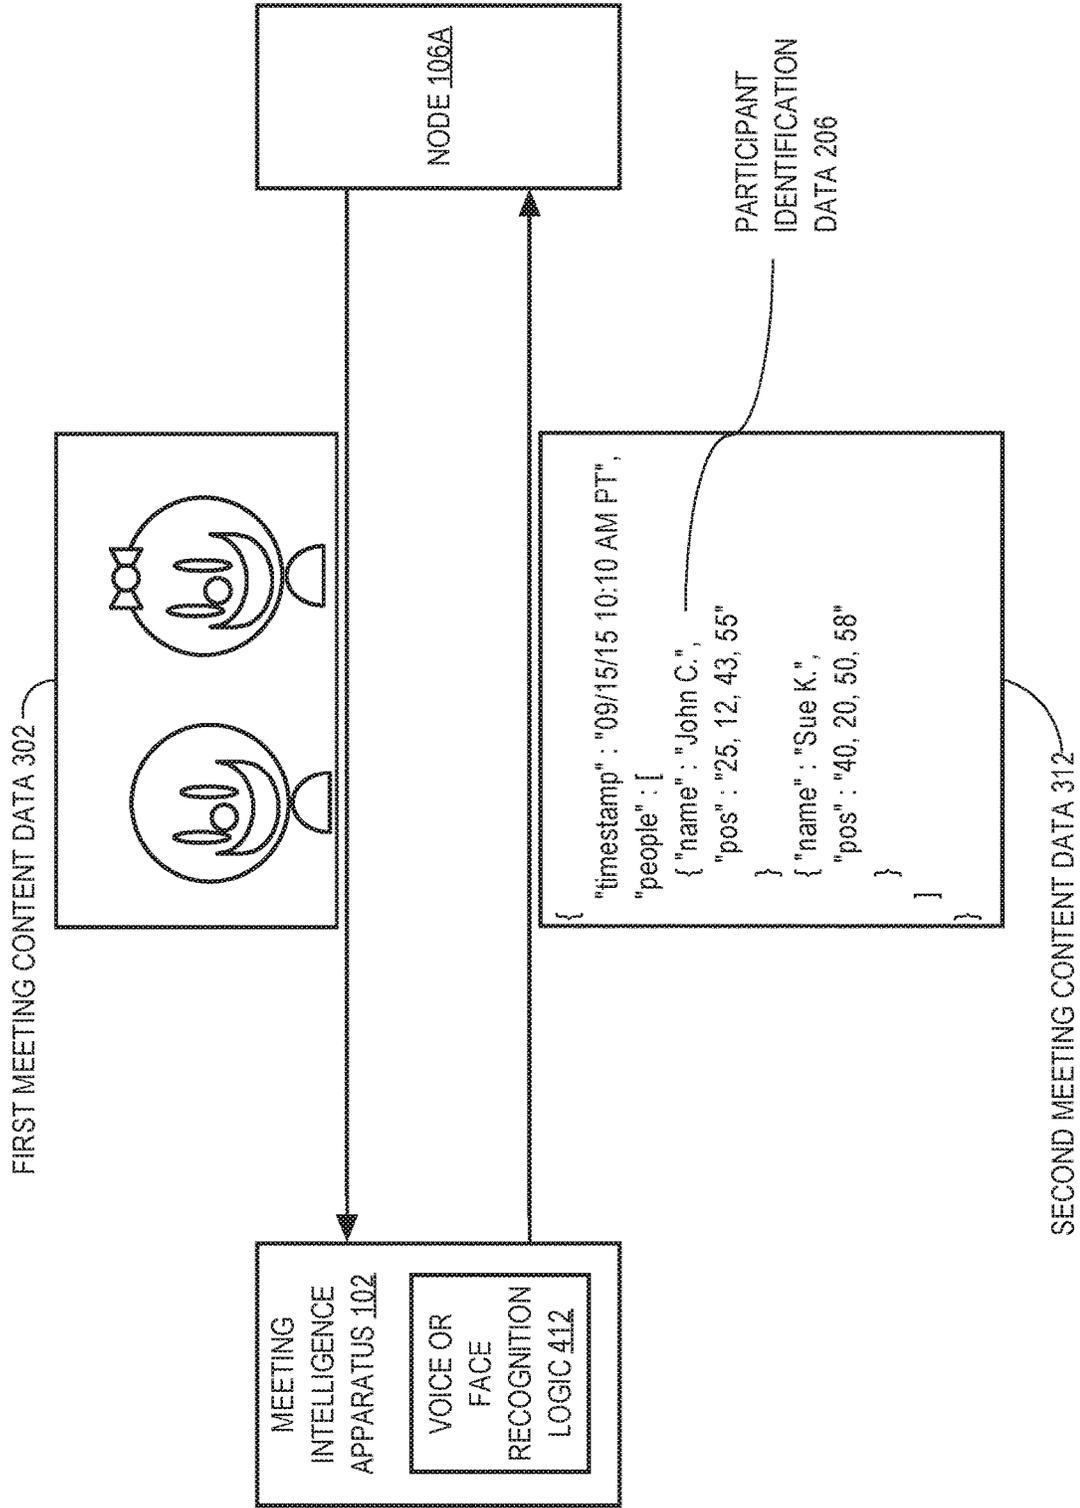 FIRST MEETING CONTENT DATA 302
MEETING
INTELLIGENCE
APPARATUS 102
VOICE OR
FACE
RECOGNITION
LOGIC 412
NODE 106A
{
"timestamp" : "09/15/15 10:10 AM PT",
"people" : [
{ "name" : "John C.",
"pos" : "25, 12, 43, 55"
}
{ "name" : "Sue K.",
"pos" : "40, 20, 50, 58"
}
]
}
PARTICIPANT
IDENTIFICATION
DATA 206
SECOND MEETING CONTENT DATA 312